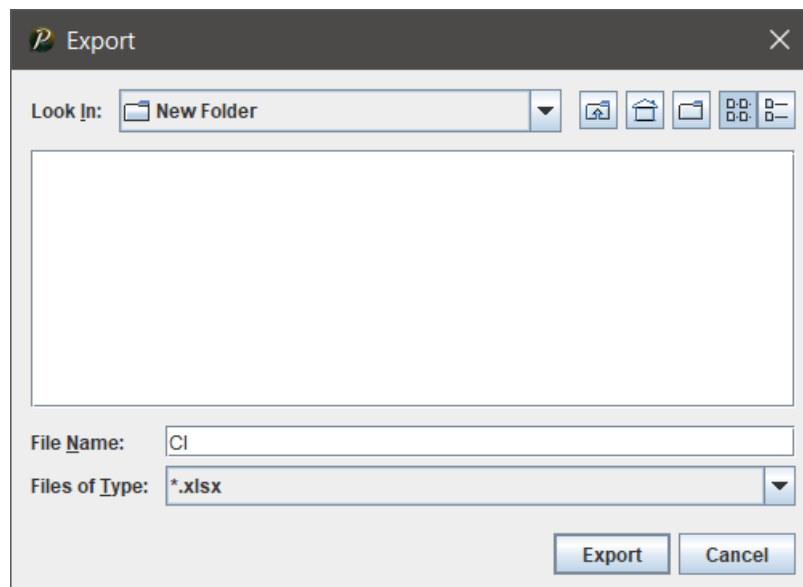 Export
Look In: New Folder
File Name: CI
Files of Type: *.xlsx
Export Cancel